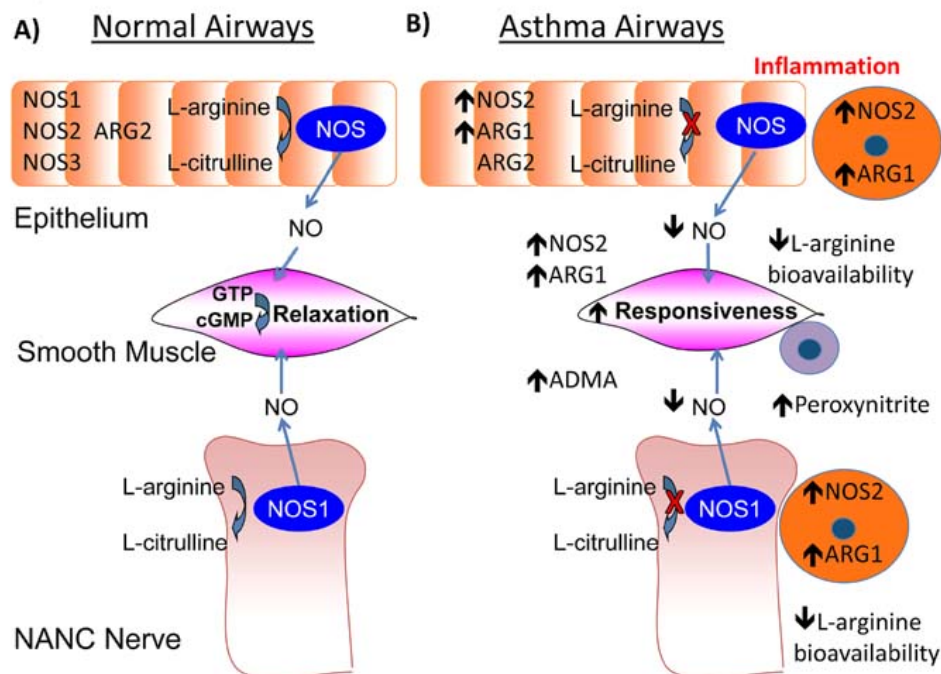 A) Normal Airways
NOS1
NOS2 ARG2
NOS3
L-arginine
L-citrulline
NOS
Epithelium
NO
GTP
cGMP
Relaxation
Smooth Muscle
NO
L-arginine
L-citrulline
NOS1
NANC Nerve
B) Asthma Airways
Inflammation
↑NOS2
↑ARG1
ARG2
L-arginine
X
L-citrulline
NOS
↑NOS2
↑ARG1
↓ NO
↑NOS2
↑ARG1
↓L-arginine
bioavailability
↑ Responsiveness
↑ADMA
↓ NO
↑Peroxynitrite
L-arginine
X
L-citrulline
NOS1
↑NOS2
↑ARG1
↓L-arginine
bioavailability